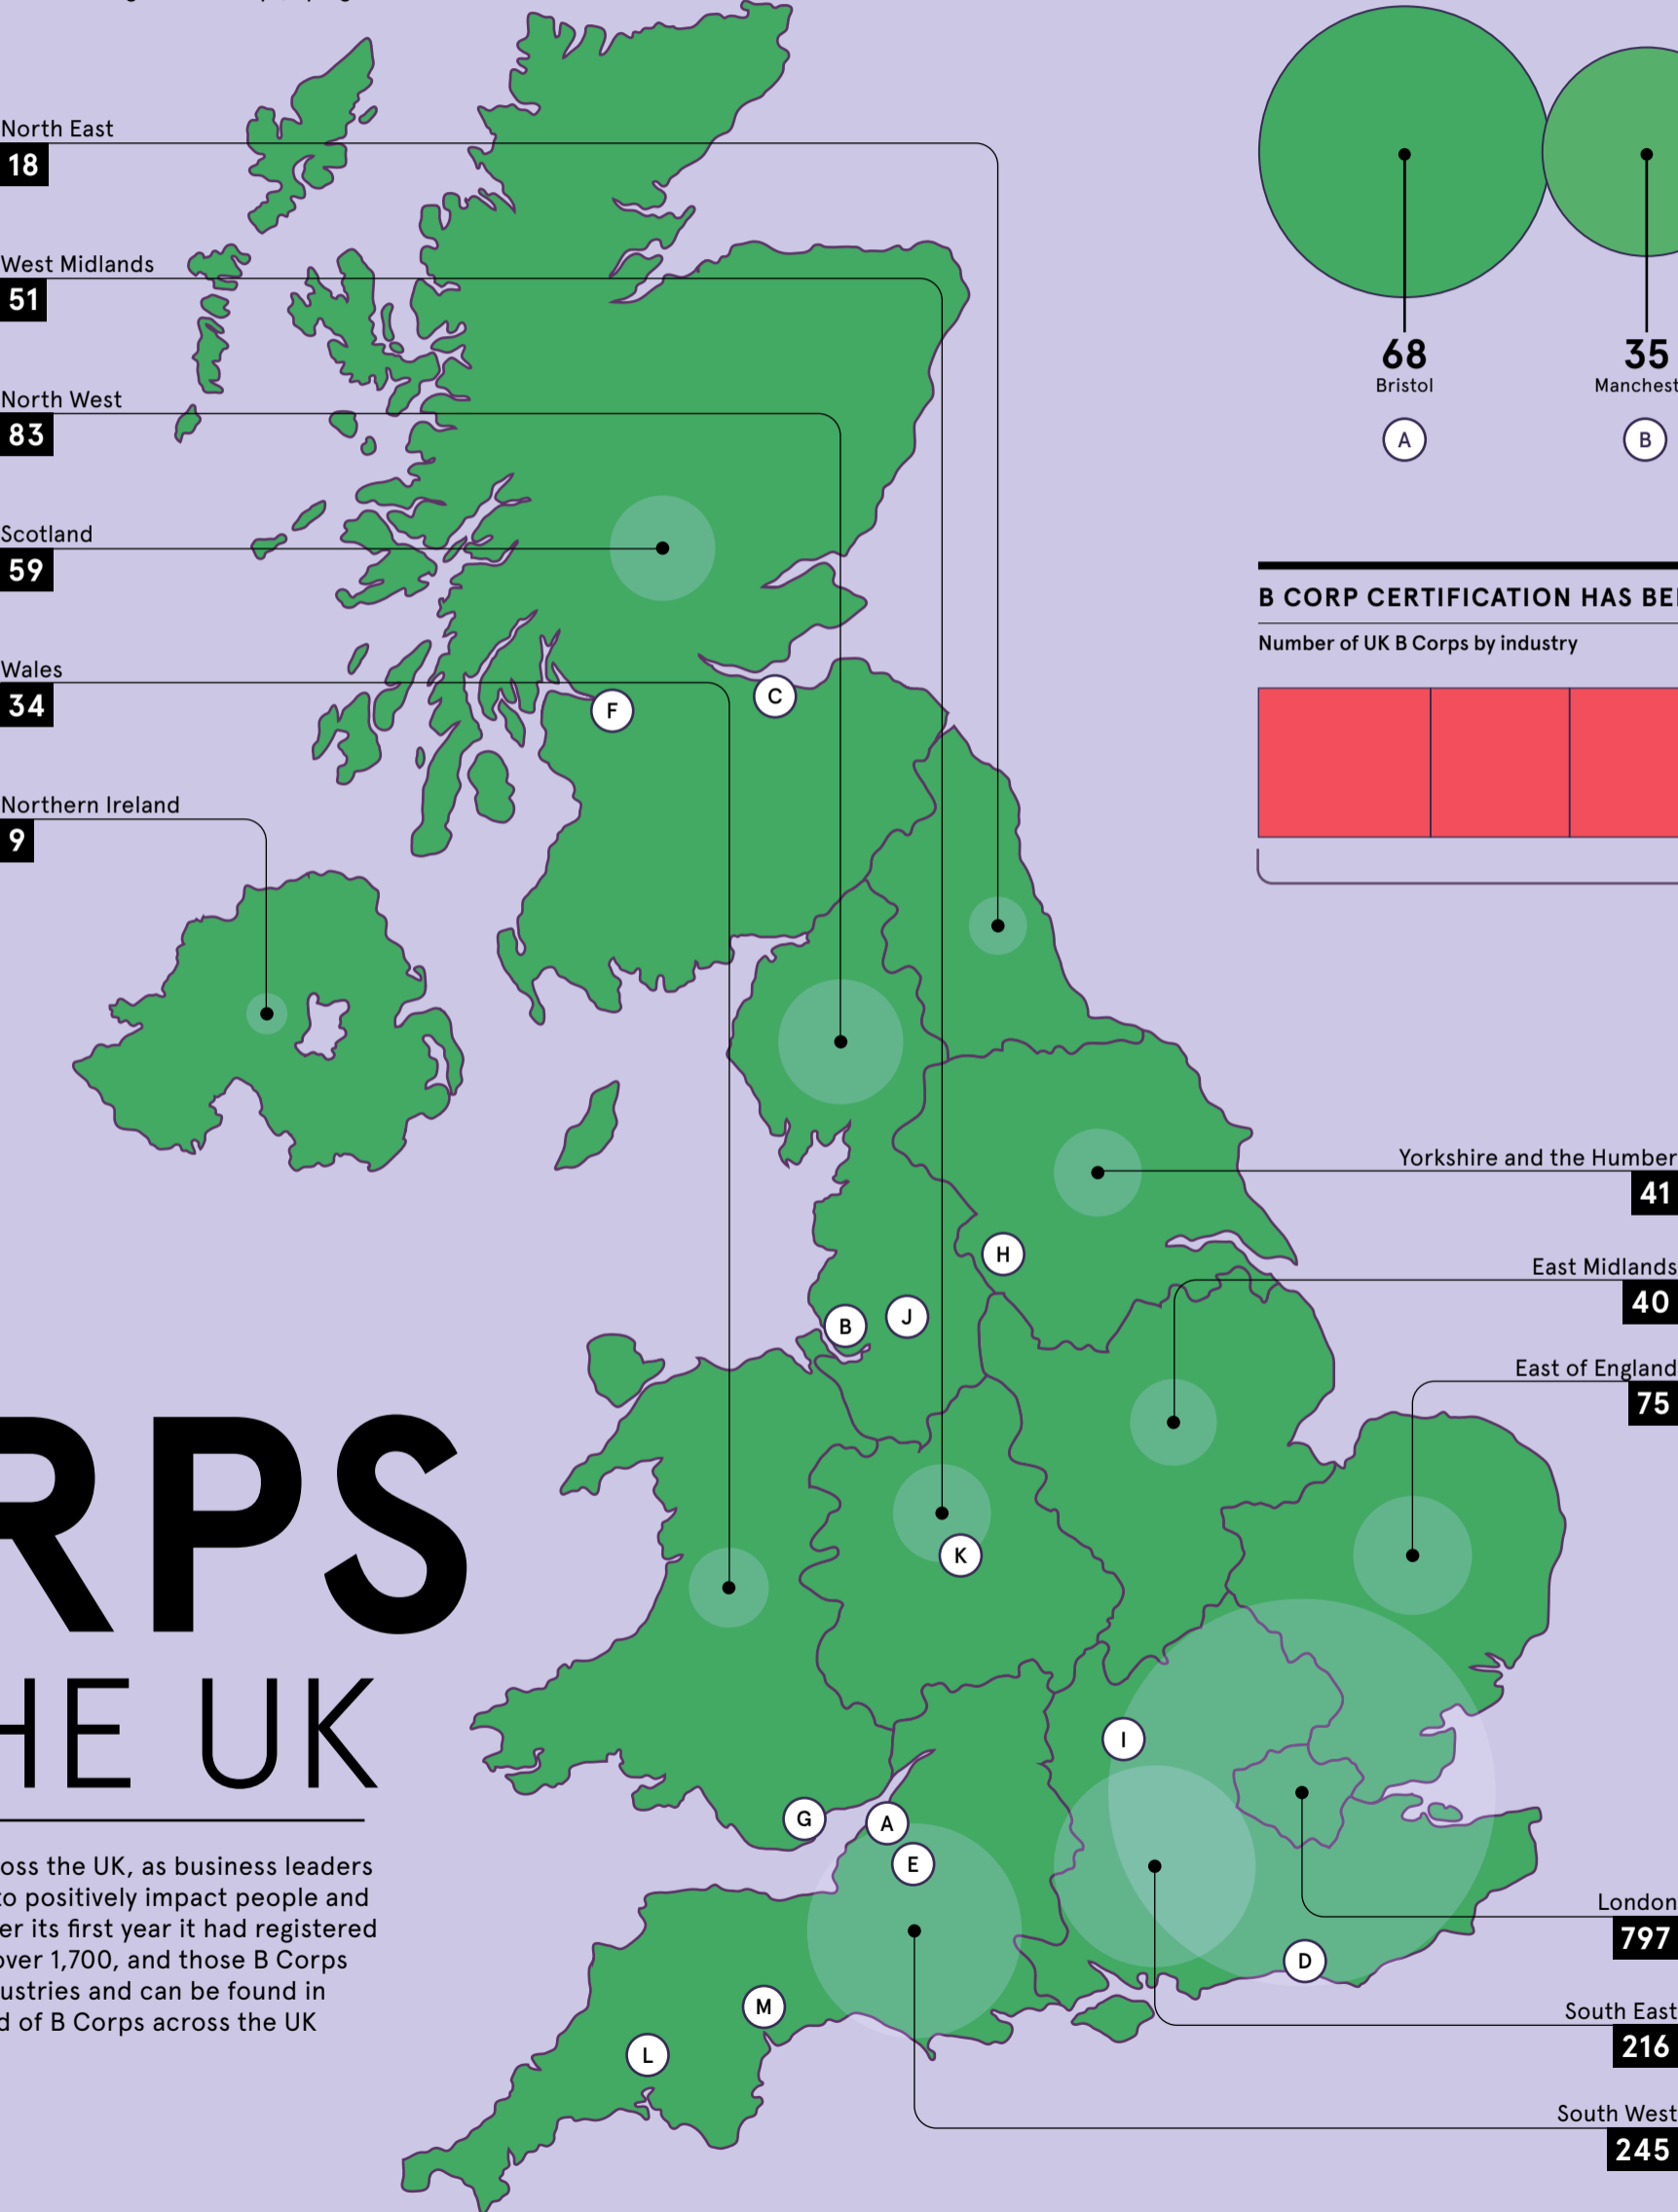 North East
18
West Midlands
51
North West
83
Scotland
59
Wales
34
Northern Ireland
9
68
Bristol
A
35
Manchest
B
B CORP CERTIFICATION HAS BEE
Number of UK B Corps by industry
F
C
H
J
B
K
I
G
A
E
D
M
L
Yorkshire and the Humber
41
East Midlands
40
East of England
75
London
797
South East
216
South West
245
RPS
HE UK
oss the UK, as business leaders
to positively impact people and
er its first year it had registered
over 1,700, and those B Corps
ustries and can be found in
d of B Corps across the UK